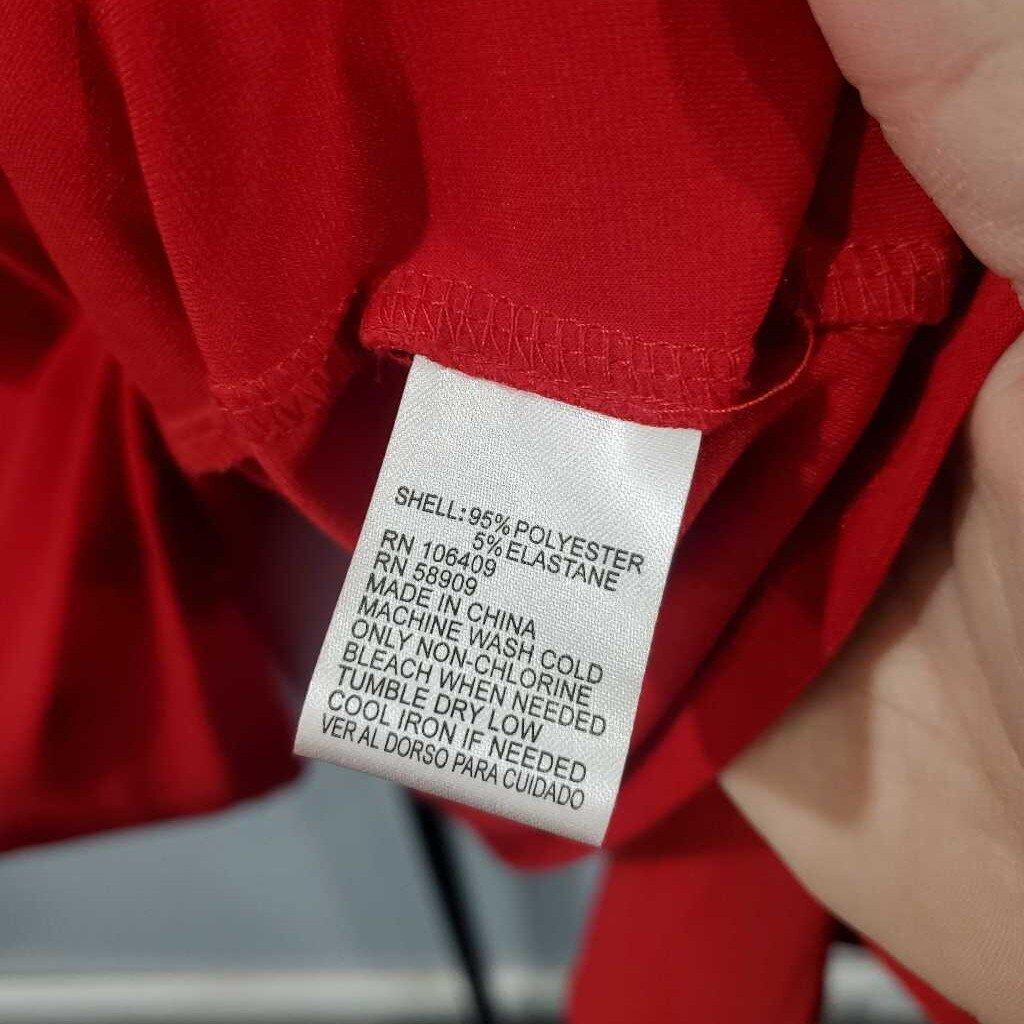 SHELL: 95% POLYESTER
5% ELASTANE
RN 106409
RN 58909
MADE IN CHINA
MACHINE WASH COLD
ONLY NON-CHLORINE
BLEACH WHEN NEEDED
TUMBLE DRY LOW
COOL IRON IF NEEDED
VER AL DORSO PARA CUIDADO